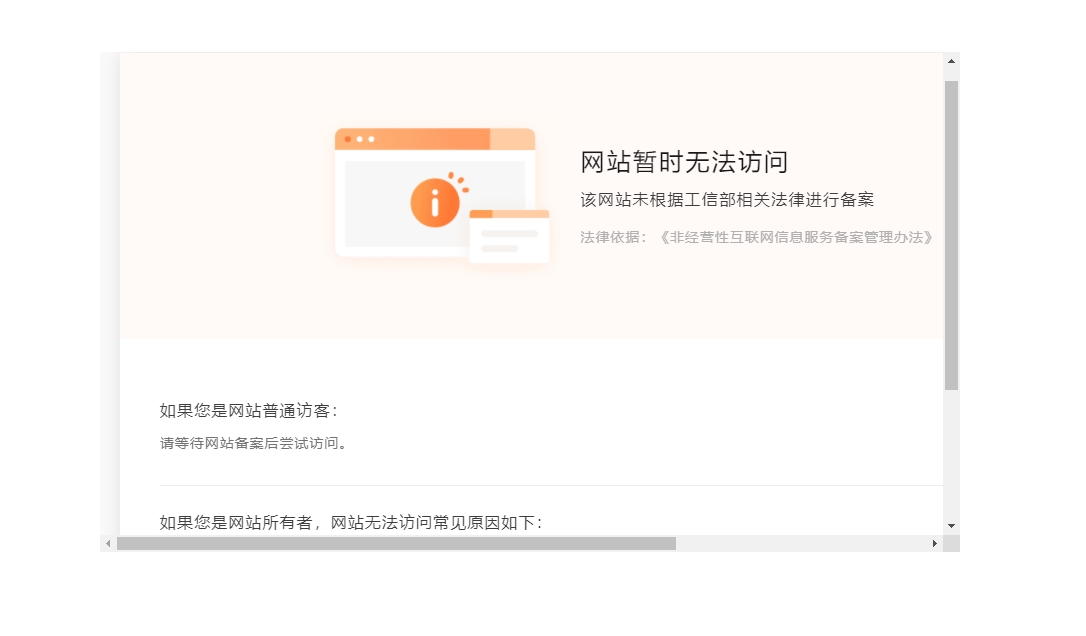 网站暂时无法访问
该网站未根据工信部相关法律进行备案
法律依据：《非经营性互联网信息服务备案管理办法》
如果您是网站普通访客：
请等待网站备案后尝试访问。
如果您是网站所有者，网站无法访问常见原因如下：